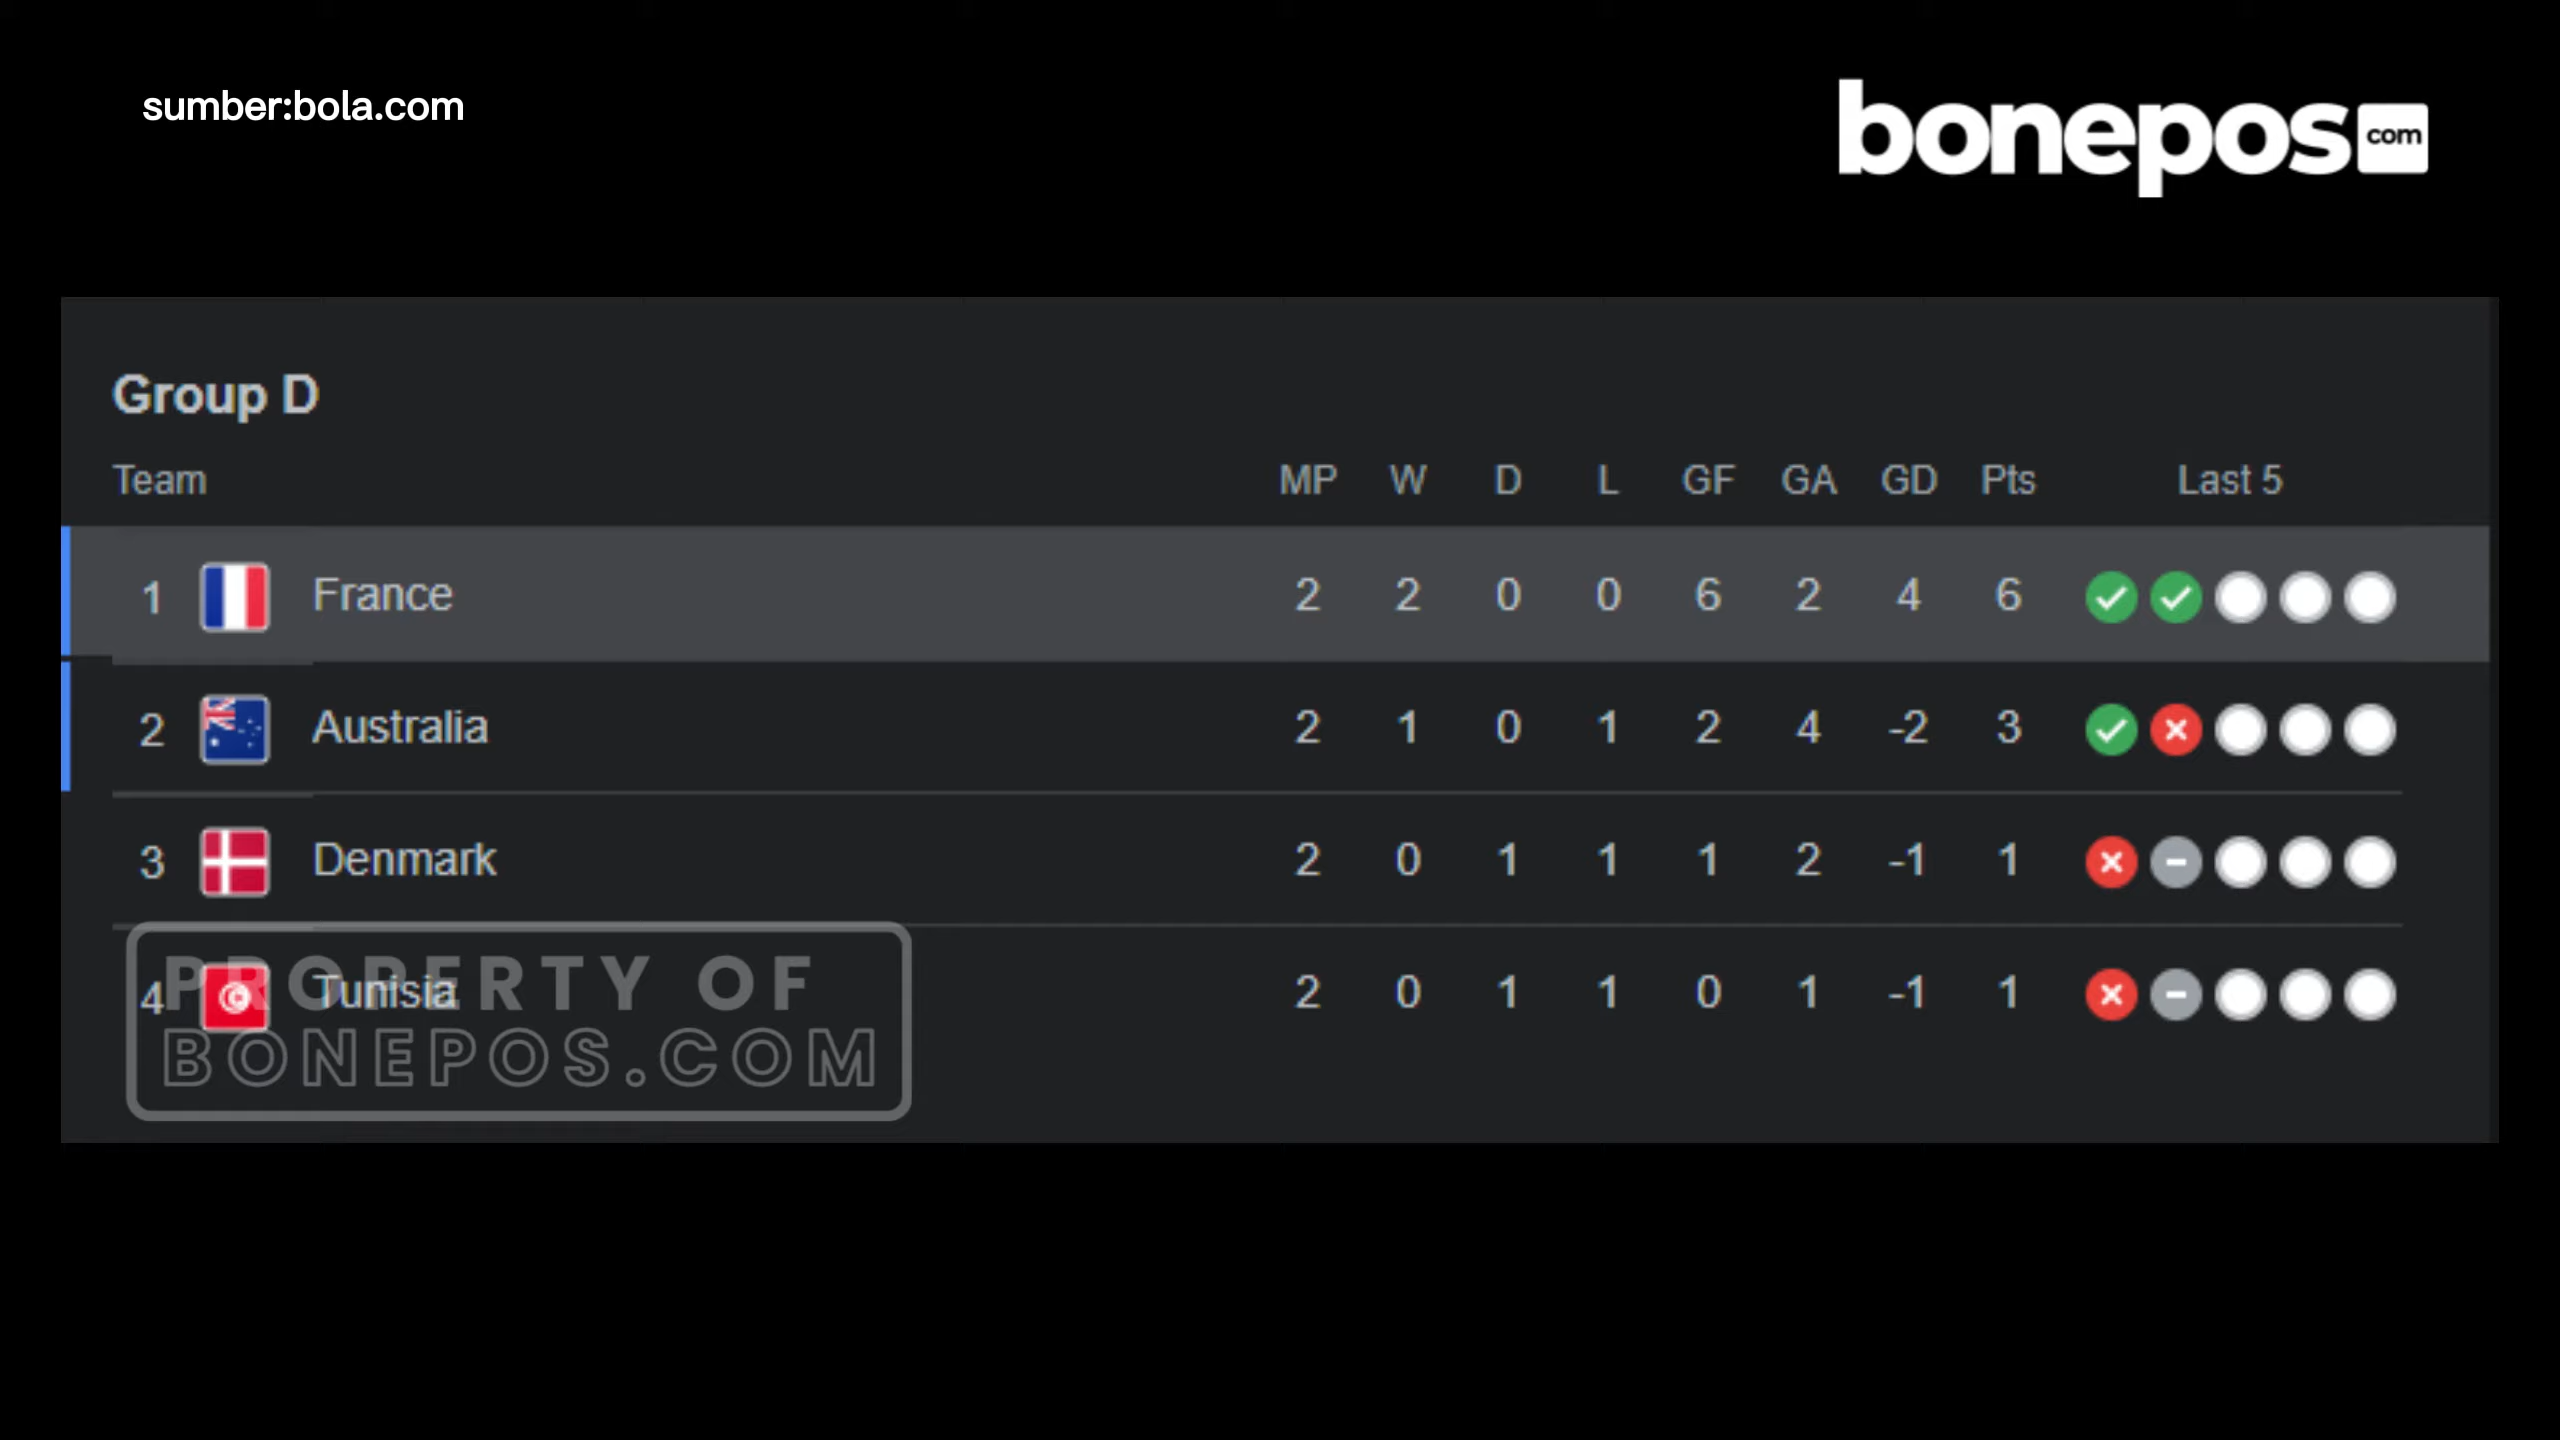 sumber:bola.com
bonepos com
Group D
Team MP W D L GF GA GD Pts Last 5
1 France 2 2 0 0 6 2 4 6
2 Australia 2 1 0 1 2 4 -2 3
3 Denmark 2 0 1 1 1 2 -1 1
4 Tunisia 2 0 1 1 0 1 -1 1
PROPERTY OF
BONEPOS.COM